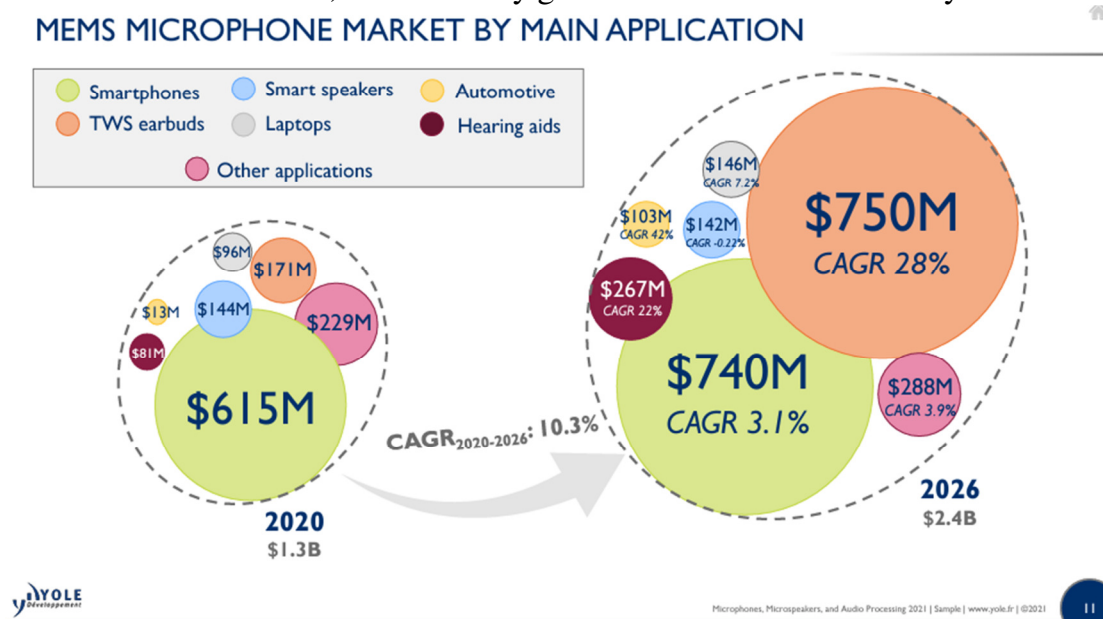 MEMS MICROPHONE MARKET BY MAIN APPLICATION
Smartphones
Smart speakers
Automotive
TWS earbuds
Laptops
Hearing aids
Other applications
$96M
$171M
$13M
$144M
$229M
$81M
$615M
2020
$1.3B
CAGR2020-2026: 10.3%
$146M
CAGR 7.2%
$103M
CAGR 42%
$142M
CAGR -0.22%
$750M
CAGR 28%
$267M
CAGR 22%
$740M
CAGR 3.1%
$288M
CAGR 3.9%
2026
$2.4B
YOLE
Développement
Microphones, Microspeakers, and Audio Processing 2021 | Sample | www.yole.fr | ©2021
11